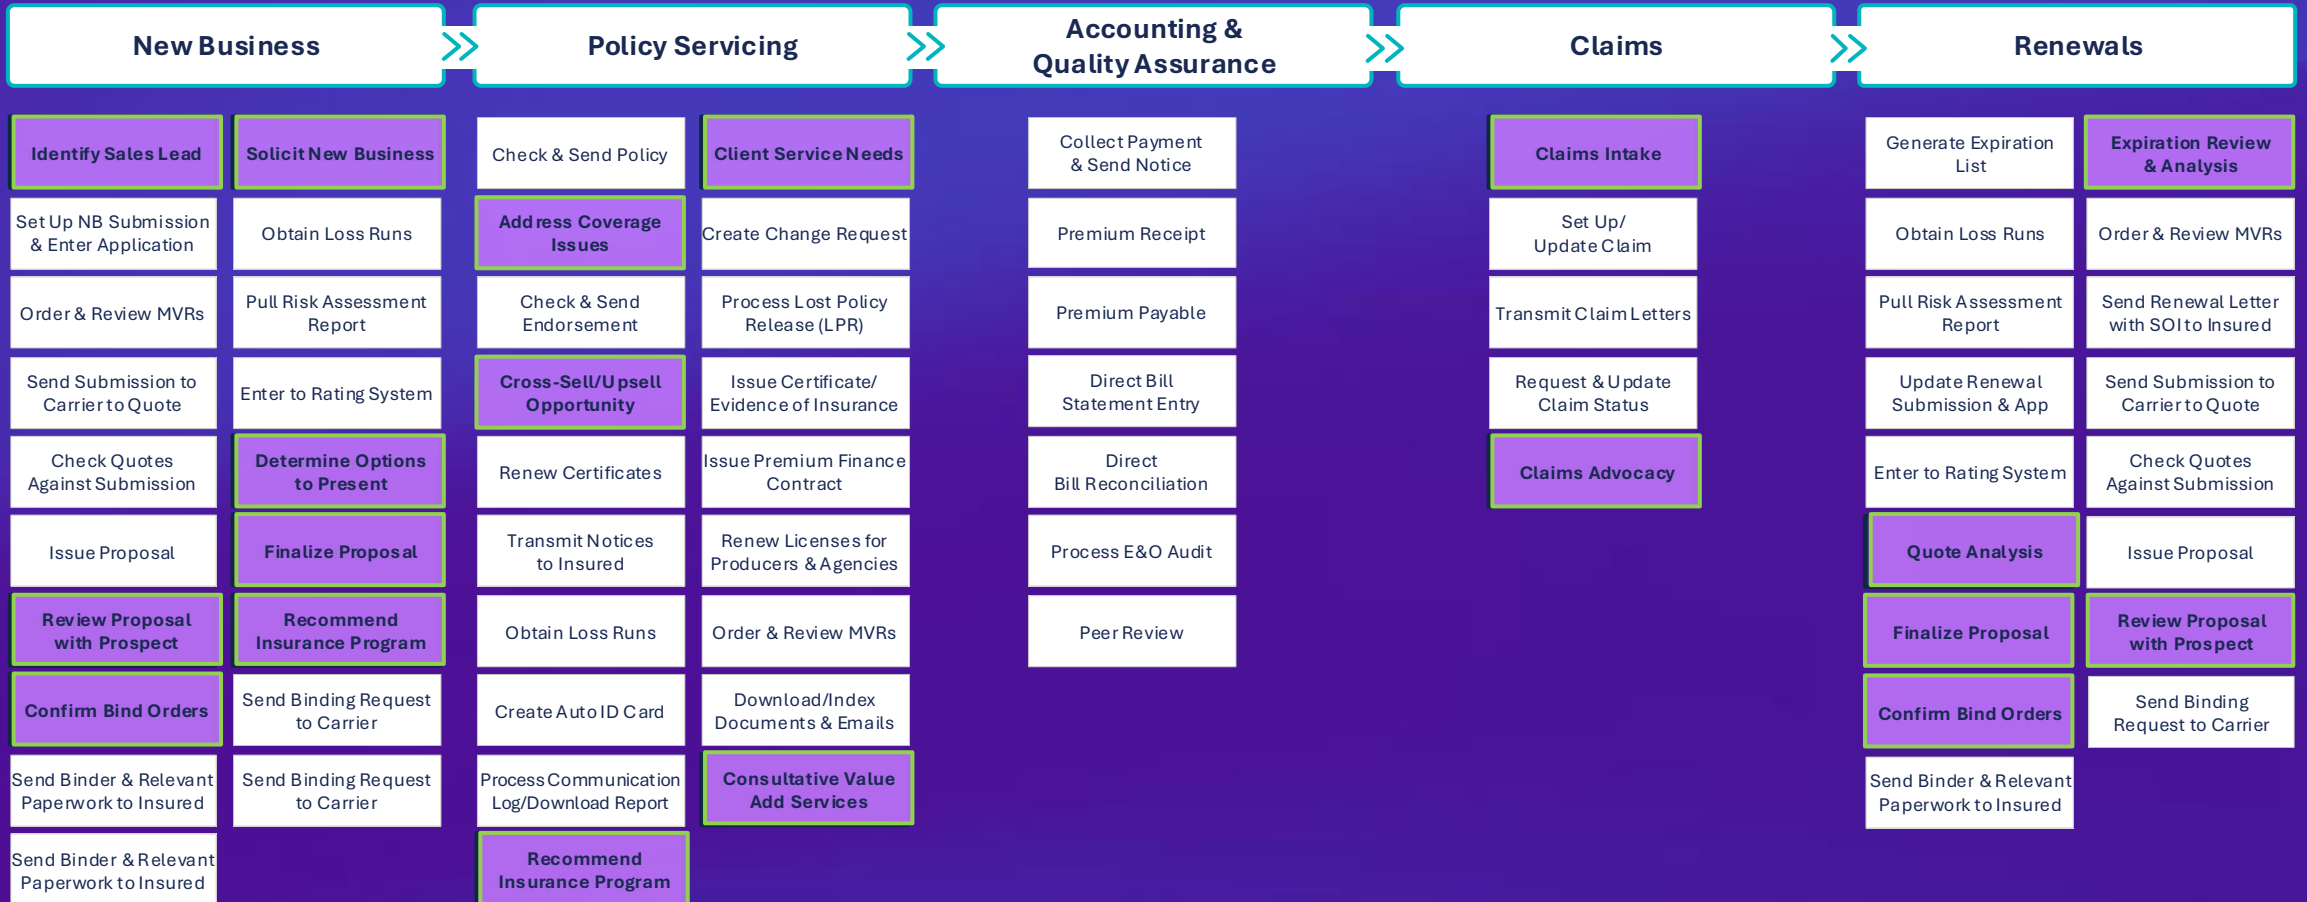 New Business
Policy Servicing
Accounting &
Quality Assurance
Claims
Renewals
Identify Sales Lead
Solicit New Business
Set Up NB Submission
& Enter Application
Obtain Loss Runs
Order & Review MVRs
Pull Risk Assessment
Report
Send Submission to
Carrier to Quote
Enter to Rating System
Check Quotes
Against Submission
Determine Options
to Present
Issue Proposal
Finalize Proposal
Review Proposal
with Prospect
Recommend
Insurance Program
Confirm Bind Orders
Send Binding Request
to Carrier
Send Binder & Relevant
Paperwork to Insured
Send Binding Request
to Carrier
Send Binder & Relevant
Paperwork to Insured
Check & Send Policy
Client Service Needs
Address Coverage
Issues
Create Change Request
Check & Send
Endorsement
Process Lost Policy
Release (LPR)
Cross-Sell/Upsell
Opportunity
Issue Certificate/
Evidence of Insurance
Renew Certificates
Issue Premium Finance
Contract
Transmit Notices
to Insured
Renew Licenses for
Producers & Agencies
Obtain Loss Runs
Order & Review MVRs
Create Auto ID Card
Download/Index
Documents & Emails
Process Communication
Log/Download Report
Consultative Value
Add Services
Recommend
Insurance Program
Collect Payment
& Send Notice
Premium Receipt
Premium Payable
Direct Bill
Statement Entry
Direct
Bill Reconciliation
Process E&O Audit
Peer Review
Claims Intake
Set Up/
Update Claim
Transmit Claim Letters
Request & Update
Claim Status
Claims Advocacy
Generate Expiration
List
Expiration Review
& Analysis
Obtain Loss Runs
Order & Review MVRs
Pull Risk Assessment
Report
Send Renewal Letter
with SOI to Insured
Update Renewal
Submission & App
Send Submission to
Carrier to Quote
Enter to Rating System
Check Quotes
Against Submission
Quote Analysis
Issue Proposal
Finalize Proposal
Review Proposal
with Prospect
Confirm Bind Orders
Send Binding
Request to Carrier
Send Binder & Relevant
Paperwork to Insured